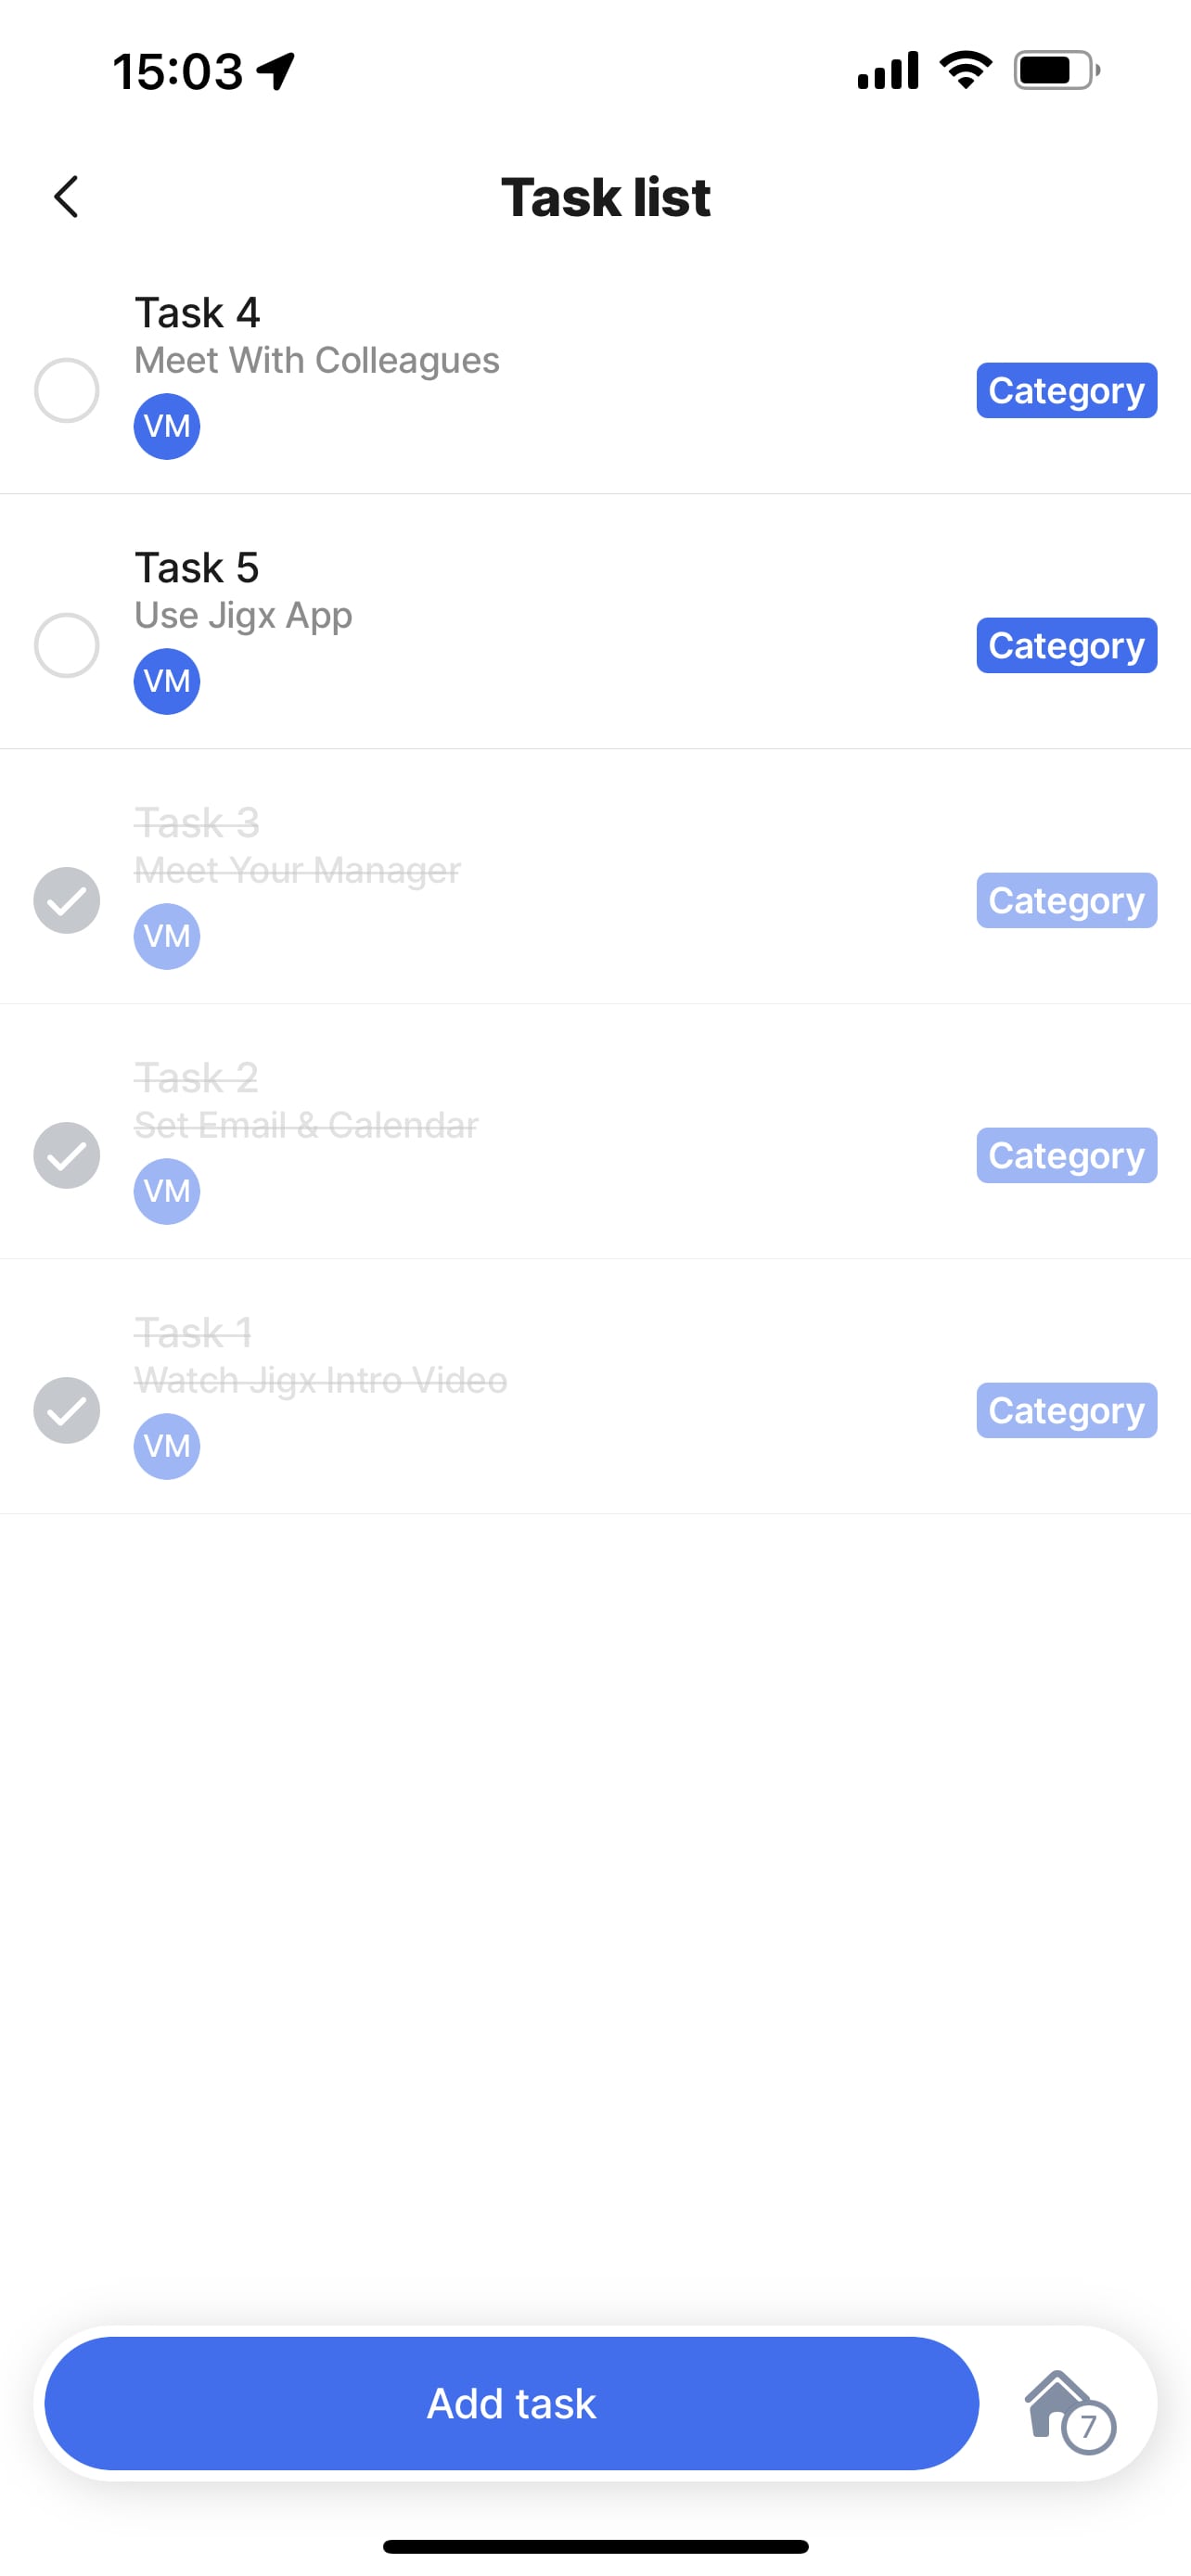 15:03
Task list
Task 4
Meet With Colleagues
VM
Category
Task 5
Use Jigx App
VM
Category
Task 3
Meet Your Manager
VM
Category
Task 2
Set Email & Calendar
VM
Category
Task 1
Watch Jigx Intro Video
VM
Category
Add task
7